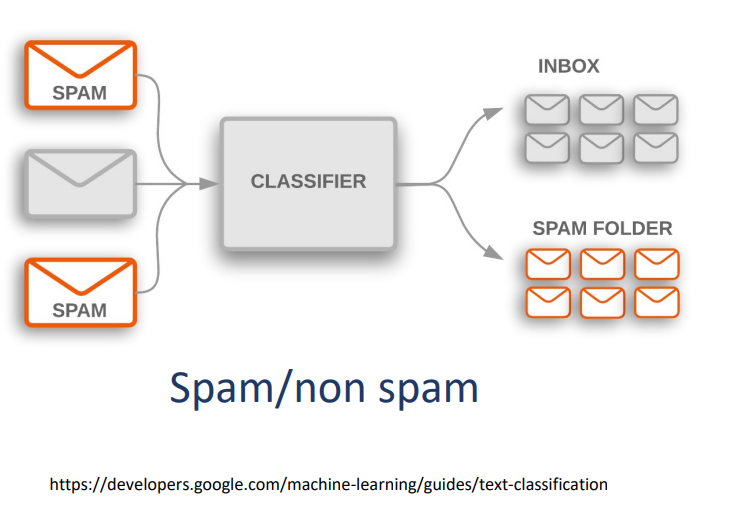 SPAM
SPAM
CLASSIFIER
INBOX
SPAM FOLDER
Spam/non spam
https://developers.google.com/machine-learning/guides/text-classification